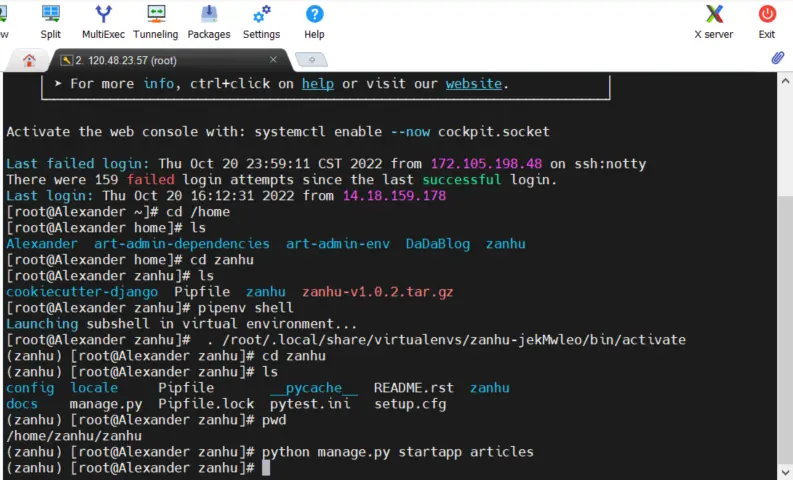 Split MultiExec Tunneling Packages Settings Help X server Exit
2. 120.48.23.57 (root)
➤ For more info, ctrl+click on help or visit our website.
Activate the web console with: systemctl enable --now cockpit.socket
Last failed login: Thu Oct 20 23:59:11 CST 2022 from 172.105.198.48 on ssh:notty
There were 159 failed login attempts since the last successful login.
Last login: Thu Oct 20 16:12:31 2022 from 14.18.159.178
[root@Alexander ~]# cd /home
[root@Alexander home]# ls
Alexander art-admin-dependencies art-admin-env DaDaBlog zanhu
[root@Alexander home]# cd zanhu
[root@Alexander zanhu]# ls
cookiecutter-django Pipfile zanhu zanhu-v1.0.2.tar.gz
[root@Alexander zanhu]# pipenv shell
Launching subshell in virtual environment...
[root@Alexander zanhu]#  . /root/.local/share/virtualenvs/zanhu-jekMwleo/bin/activate
(zanhu) [root@Alexander zanhu]# cd zanhu
(zanhu) [root@Alexander zanhu]# ls
config locale Pipfile __pycache__ README.rst zanhu
docs manage.py Pipfile.lock pytest.ini setup.cfg
(zanhu) [root@Alexander zanhu]# pwd
/home/zanhu/zanhu
(zanhu) [root@Alexander zanhu]# python manage.py startapp articles
(zanhu) [root@Alexander zanhu]#